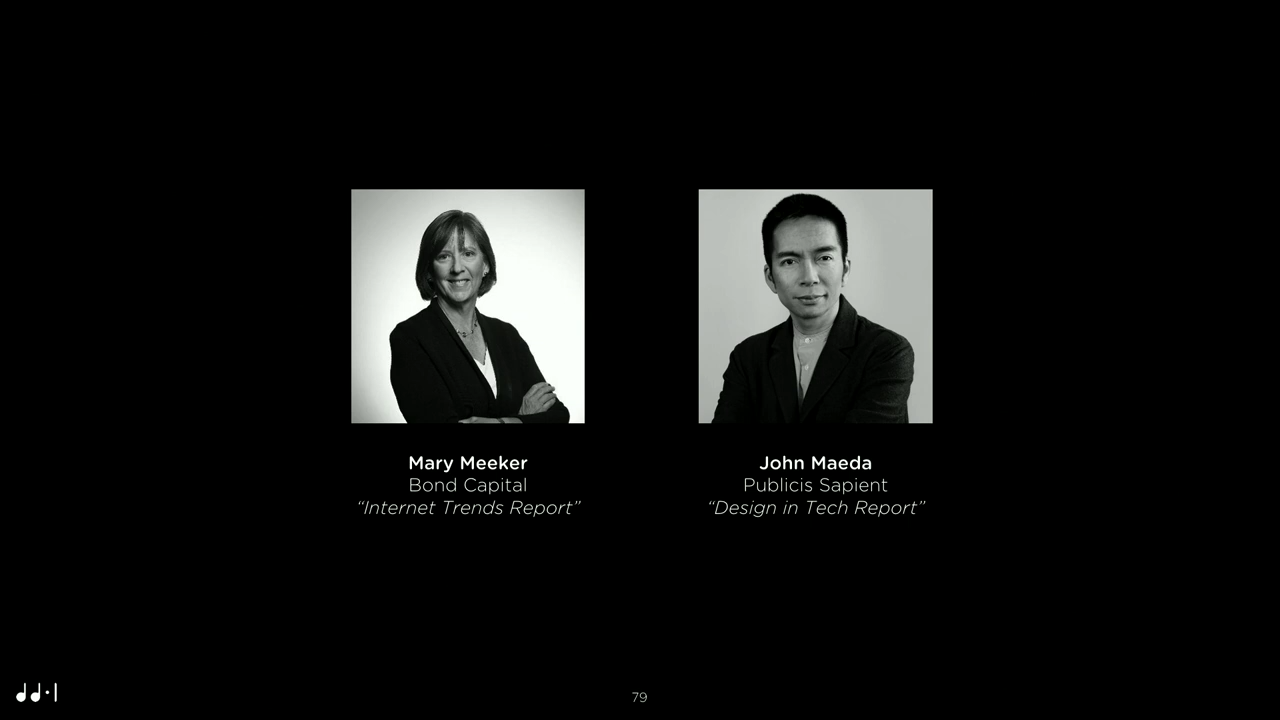 Mary Meeker
Bond Capital
“Internet Trends Report”
John Maeda
Publicis Sapient
“Design in Tech Report”
79